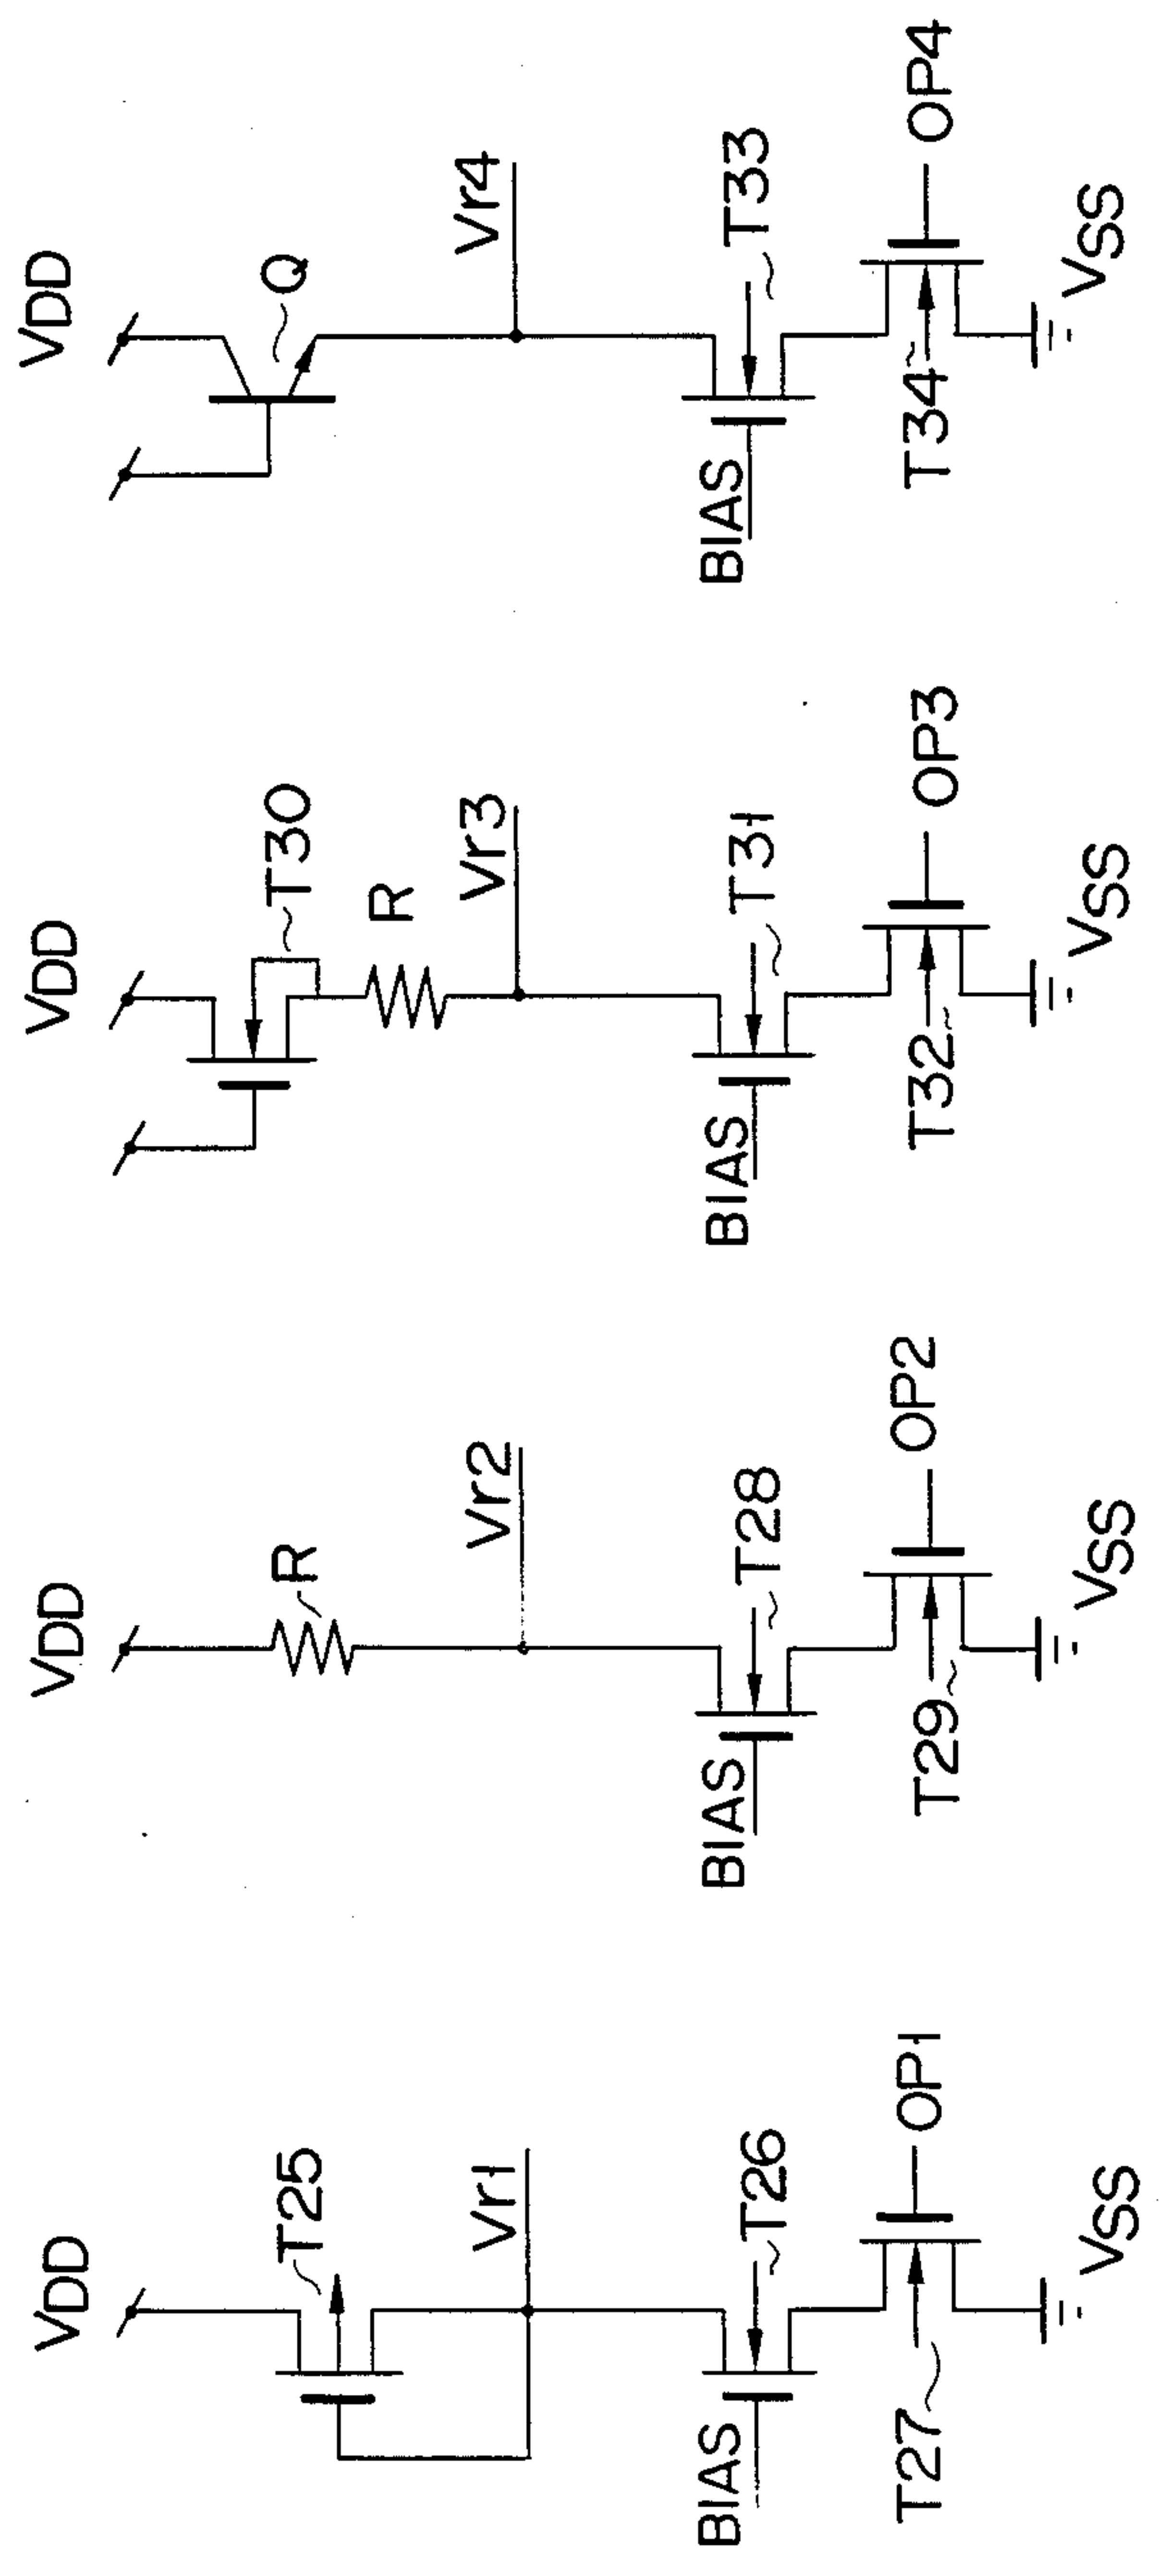 VDD
T25
Vr1
BIAS
T26
OP1
T27
VSS
VDD
R
Vr2
BIAS
T28
OP2
T29
VSS
VDD
T30
R
Vr3
BIAS
T31
OP3
T32
VSS
VDD
Q
Vr4
BIAS
T33
OP4
T34
VSS